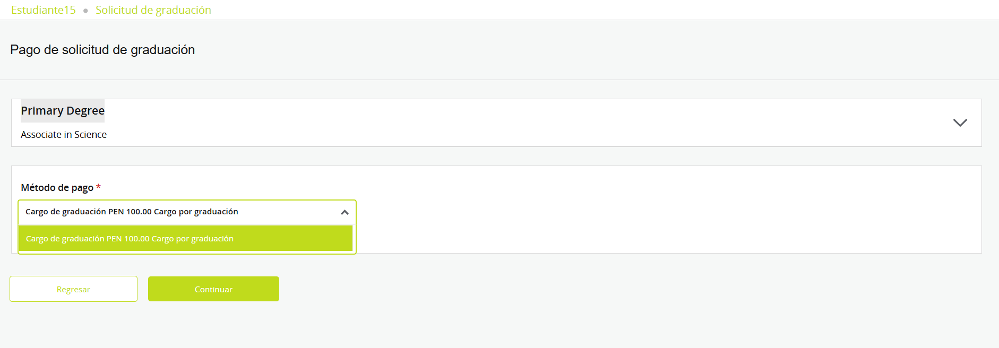 Estudiante15 • Solicitud de graduación
Pago de solicitud de graduación
Primary Degree
Associate in Science
Método de pago *
Cargo de graduación PEN 100.00 Cargo por graduación
Cargo de graduación PEN 100.00 Cargo por graduación
Regresar
Continuar